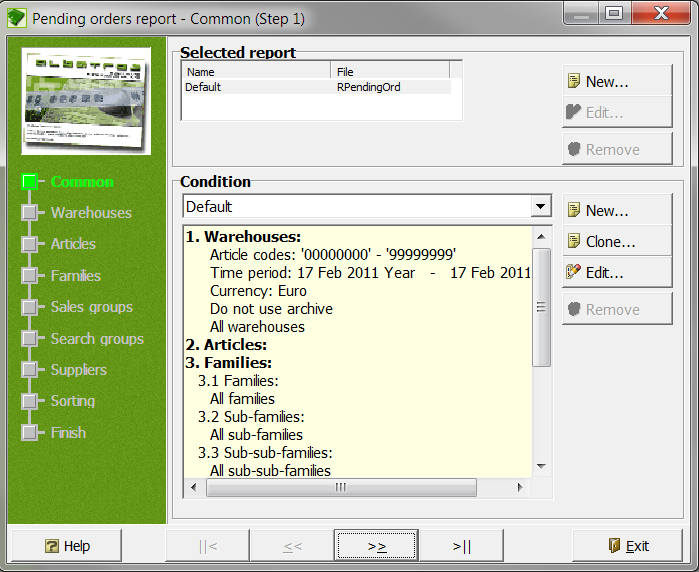 Pending orders report - Common (Step 1)
Selected report
Name File
Default RPendingOrd
New...
Edit...
Remove
Common
Warehouses
Articles
Families
Sales groups
Search groups
Suppliers
Sorting
Finish
Condition
Default
1. Warehouses:
Article codes: '00000000' - '99999999'
Time period: 17 Feb 2011 Year - 17 Feb 2011
Currency: Euro
Do not use archive
All warehouses
2. Articles:
3. Families:
3.1 Families:
All families
3.2 Sub-families:
All sub-families
3.3 Sub-sub-families:
All sub-sub-families
New...
Clone...
Edit...
Remove
Help ||< << >> >|| Exit